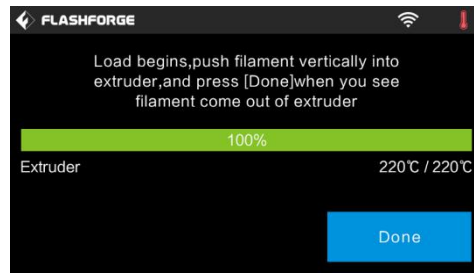 FLASHFORGE
Load begins,push filament vertically into
extruder,and press [Done]when you see
filament come out of extruder
100%
Extruder 220℃ / 220℃
Done